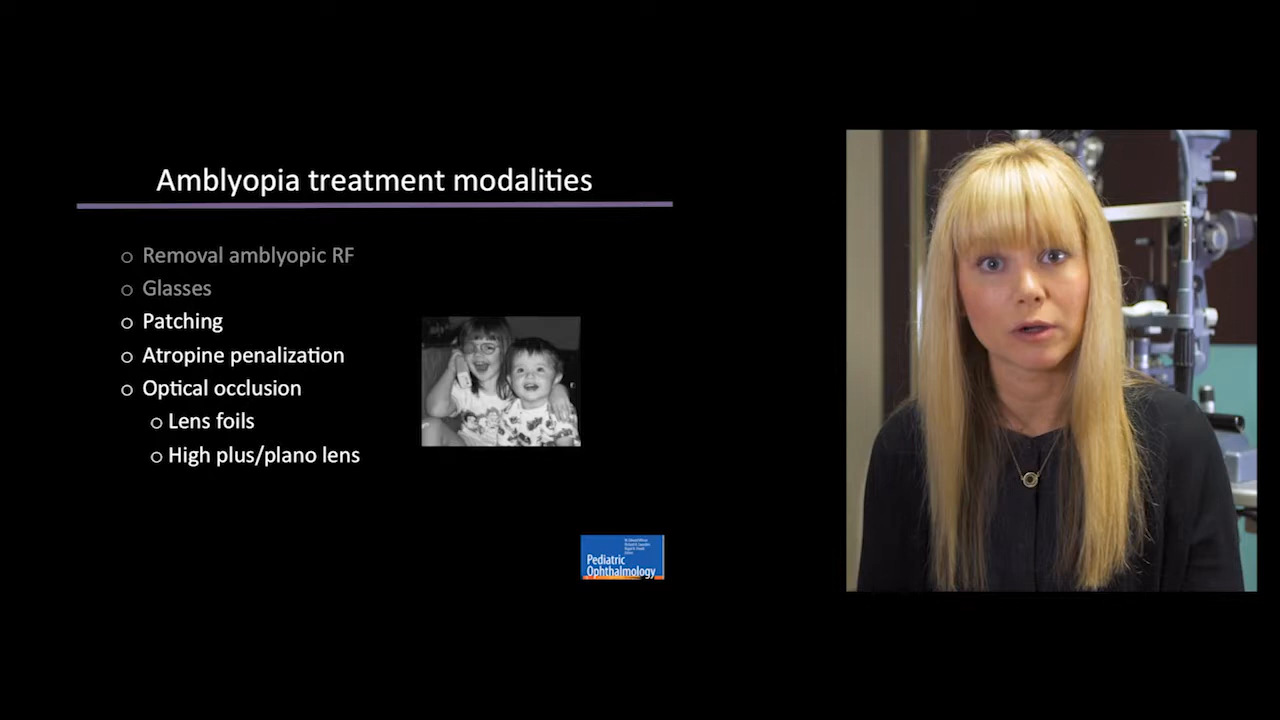 Amblyopia treatment modalities
Removal amblyopic RF
Glasses
Patching
Atropine penalization
Optical occlusion
Lens foils
High plus/plano lens
Pediatric
Ophthalmology